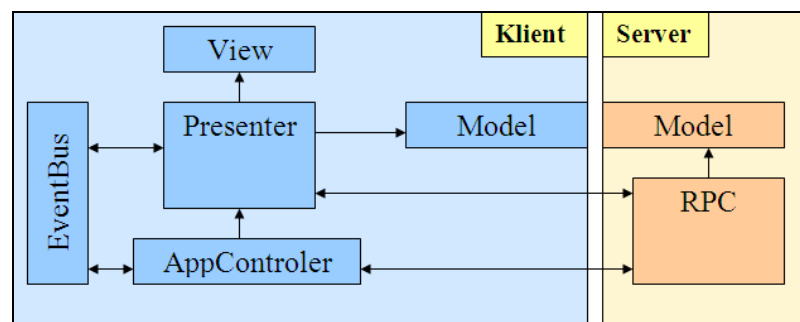 View
Klient
Server
EventBus
Presenter
Model
Model
RPC
AppControler